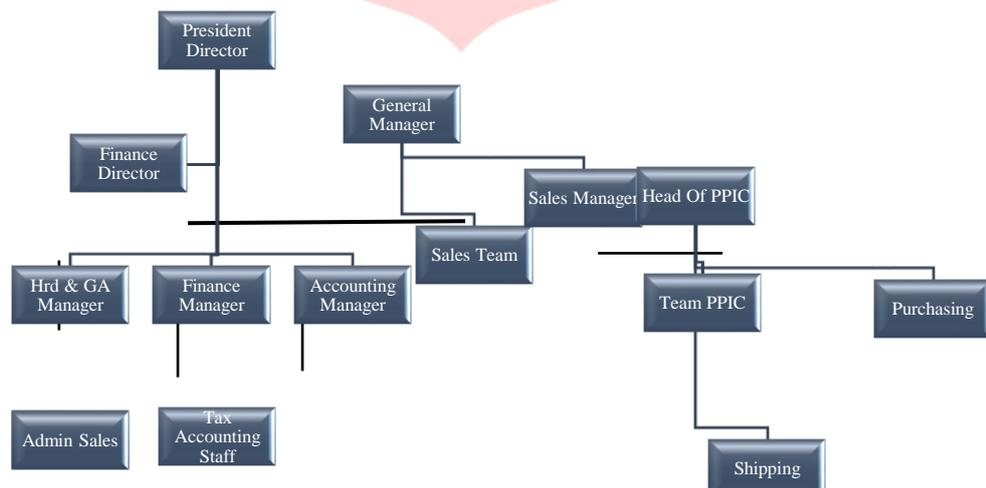 President
Director
General
Manager
Finance
Director
Sales Manager
Head Of PPIC
Sales Team
Hrd & GA
Manager
Finance
Manager
Accounting
Manager
Team PPIC
Purchasing
Admin Sales
Tax
Accounting
Staff
Shipping